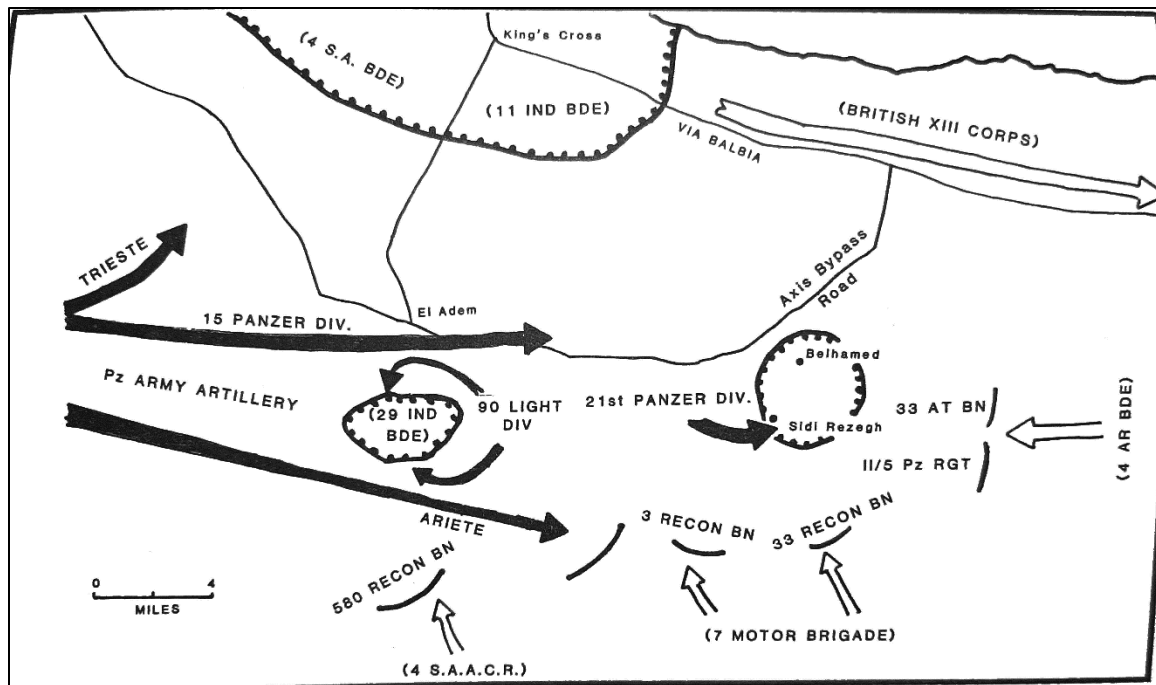 King's Cross
(4 S.A. BDE)
(11 IND BDE)
(BRITISH XIII CORPS)
VIA BALBIA
TRIESTE
Axis Bypass
Road
El Adem
15 PANZER DIV.
Belhamed
Pz ARMY ARTILLERY
(29 IND
BDE)
90 LIGHT
DIV
21st PANZER DIV.
Sidi Rezegh
33 AT BN
(4 AR BDE)
II/5 Pz RGT
ARIETE
3 RECON BN
33 RECON BN
580 RECON BN
0 4
MILES
(7 MOTOR BRIGADE)
(4 S.A.A.C.R.)